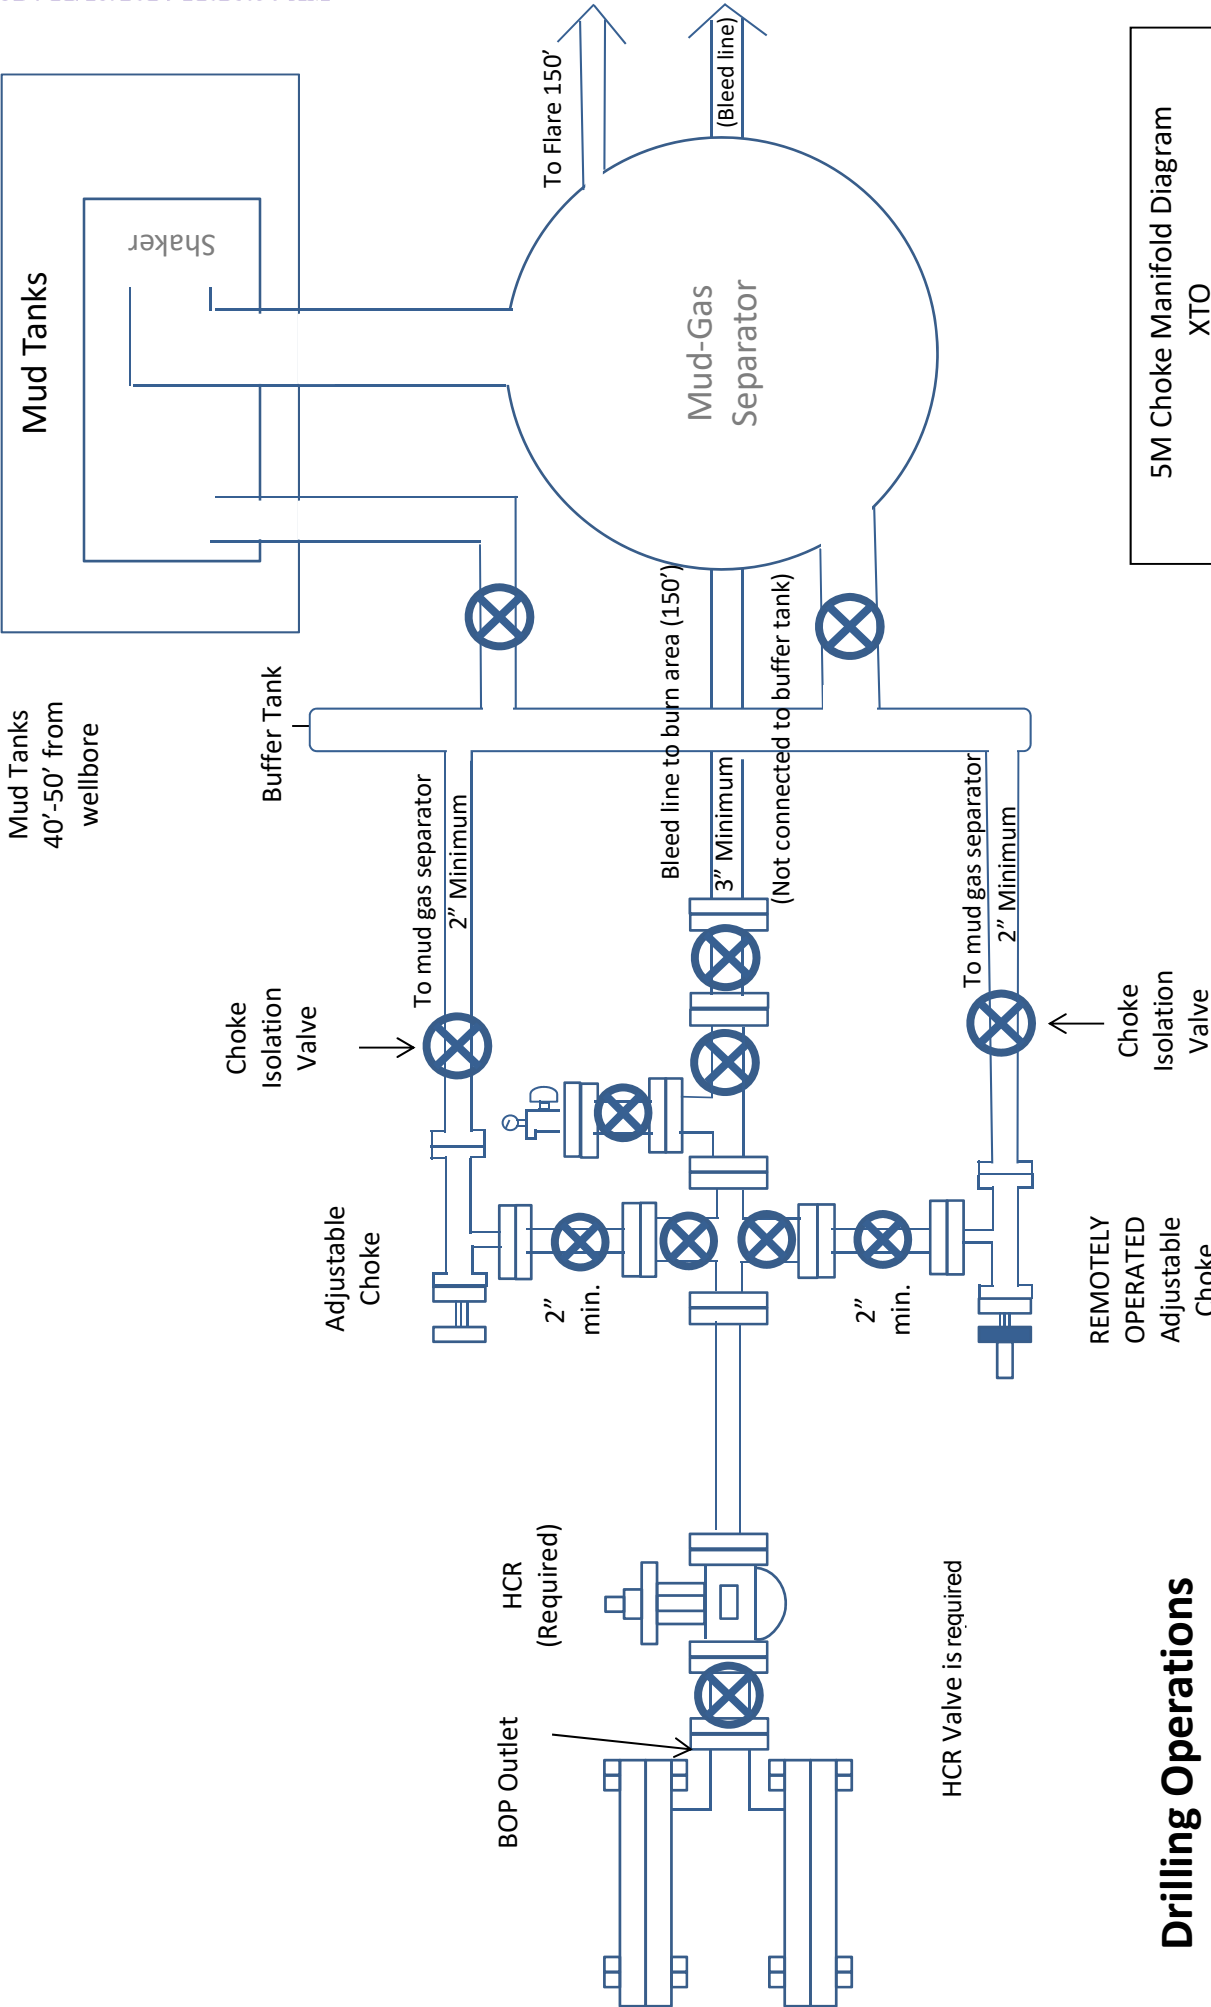 Mud Tanks
Shaker
Mud Tanks
40’-50’ from
wellbore
Buffer Tank
To Flare 150’
(Bleed line)
Mud-Gas
Separator
5M Choke Manifold Diagram
XTO
Bleed line to burn area (150’)
3” Minimum
(Not connected to buffer tank)
To mud gas separator
2” Minimum
To mud gas separator
2” Minimum
Choke
Isolation
Valve
Choke
Isolation
Valve
Adjustable
Choke
2”
min.
2”
min.
REMOTELY
OPERATED
Adjustable
Choke
HCR
(Required)
BOP Outlet
HCR Valve is required
Drilling Operations